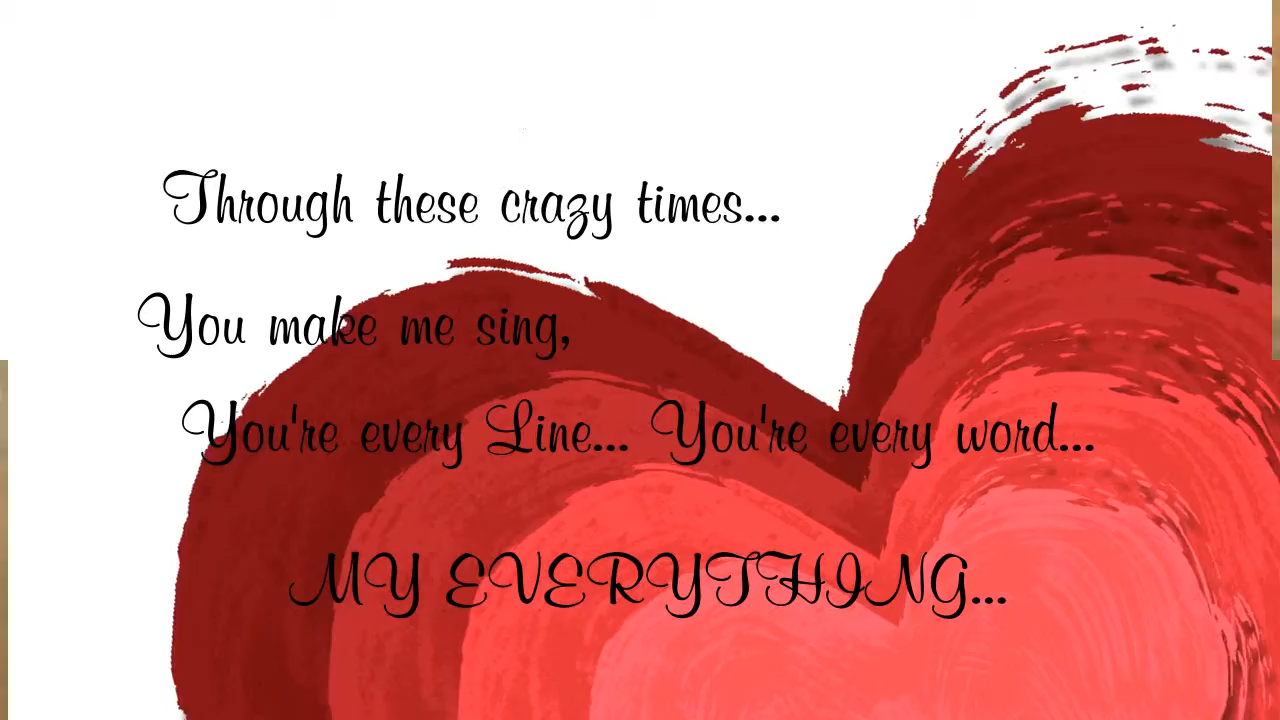 Through these crazy times...
You make me sing,
You're every Line... You're every word...
MY EVERYTHING...